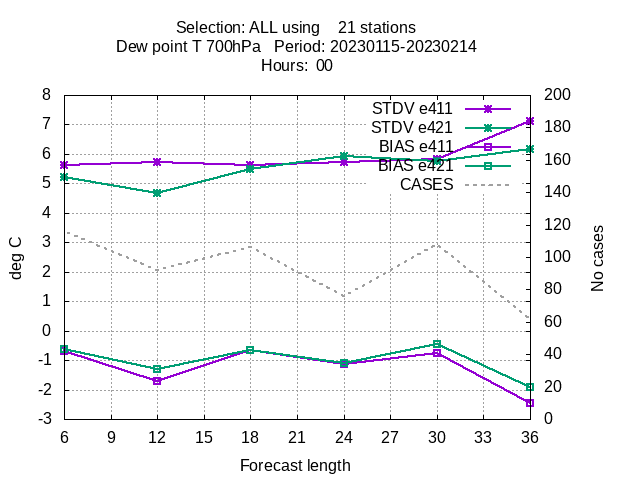 Selection: ALL using    21 stations
Dew point T 700hPa   Period: 20230115-20230214
Hours:  00
STDV e411
STDV e421
BIAS e411
BIAS e421
CASES
8
7
6
5
4
3
2
1
0
-1
-2
-3
deg C
200
180
160
140
120
100
80
60
40
20
0
No cases
6 9 12 15 18 21 24 27 30 33 36
Forecast length